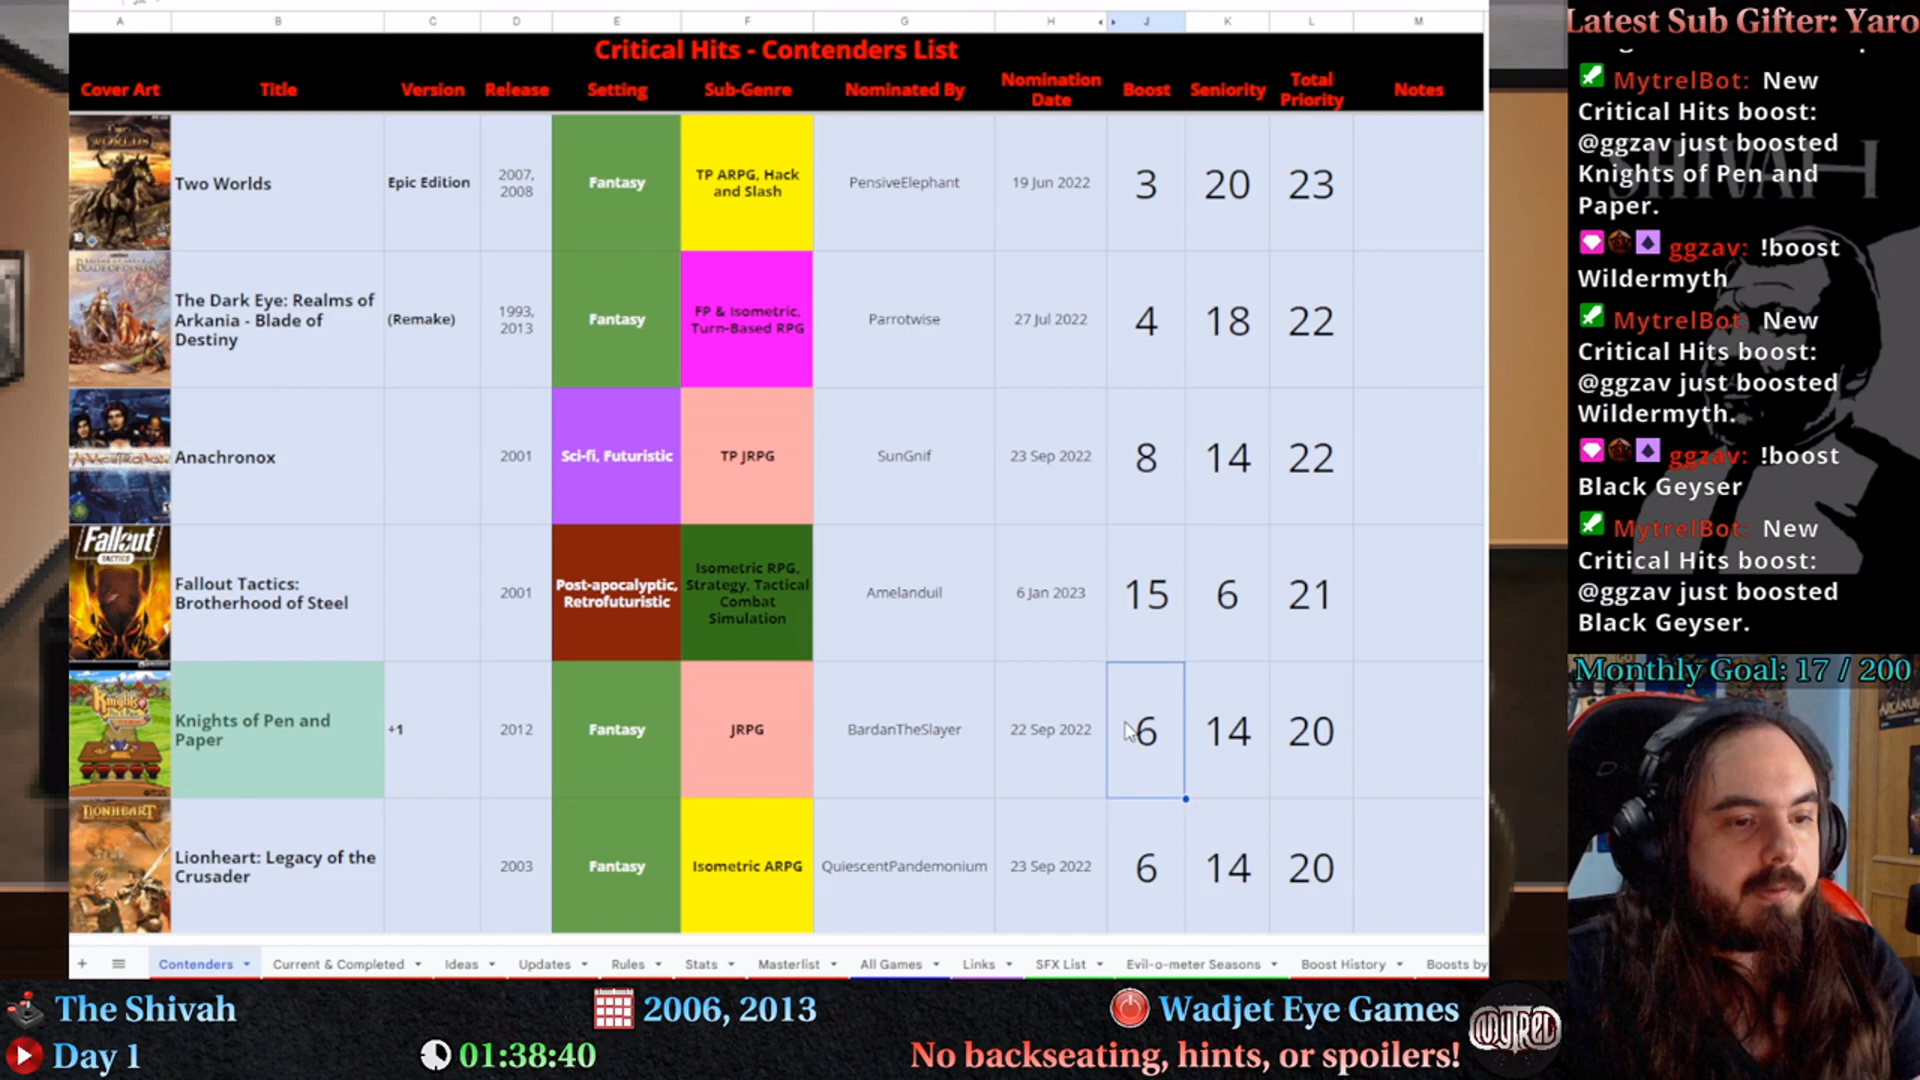 A B C D E F G H J K L M
Critical Hits - Contenders List
Cover Art Title Version Release Setting Sub-Genre Nominated By Nomination Date Boost Seniority Total Priority Notes
Two Worlds Epic Edition 2007, 2008 Fantasy TP ARPG, Hack and Slash PensiveElephant 19 Jun 2022 3 20 23
The Dark Eye: Realms of Arkania - Blade of Destiny (Remake) 1993, 2013 Fantasy FP & Isometric, Turn-Based RPG Parrotwise 27 Jul 2022 4 18 22
Anachronox 2001 Sci-fi, Futuristic TP JRPG SunGnif 23 Sep 2022 8 14 22
Fallout TACTICS
Fallout Tactics: Brotherhood of Steel 2001 Post-apocalyptic, Retrofuturistic Isometric RPG, Strategy, Tactical Combat Simulation Amelanduil 6 Jan 2023 15 6 21
Knights of Pen and Paper +1 2012 Fantasy JRPG BardanTheSlayer 22 Sep 2022 6 14 20
LIONHEART
Lionheart: Legacy of the Crusader 2003 Fantasy Isometric ARPG QuiescentPandemonium 23 Sep 2022 6 14 20
+ Contenders Current & Completed Ideas Updates Rules Stats Masterlist All Games Links SFX List Evil-o-meter Seasons Boost History Boosts by
Latest Sub Gifter: Yaro
MytrelBot: New
Critical Hits boost:
@ggzav just boosted
Knights of Pen and
Paper.
ggzav: !boost
Wildermyth
MytrelBot: New
Critical Hits boost:
@ggzav just boosted
Wildermyth.
ggzav: !boost
Black Geyser
MytrelBot: New
Critical Hits boost:
@ggzav just boosted
Black Geyser.
Monthly Goal: 17 / 200
The Shivah 2006, 2013 Wadjet Eye Games
Day 1 01:38:40 No backseating, hints, or spoilers!